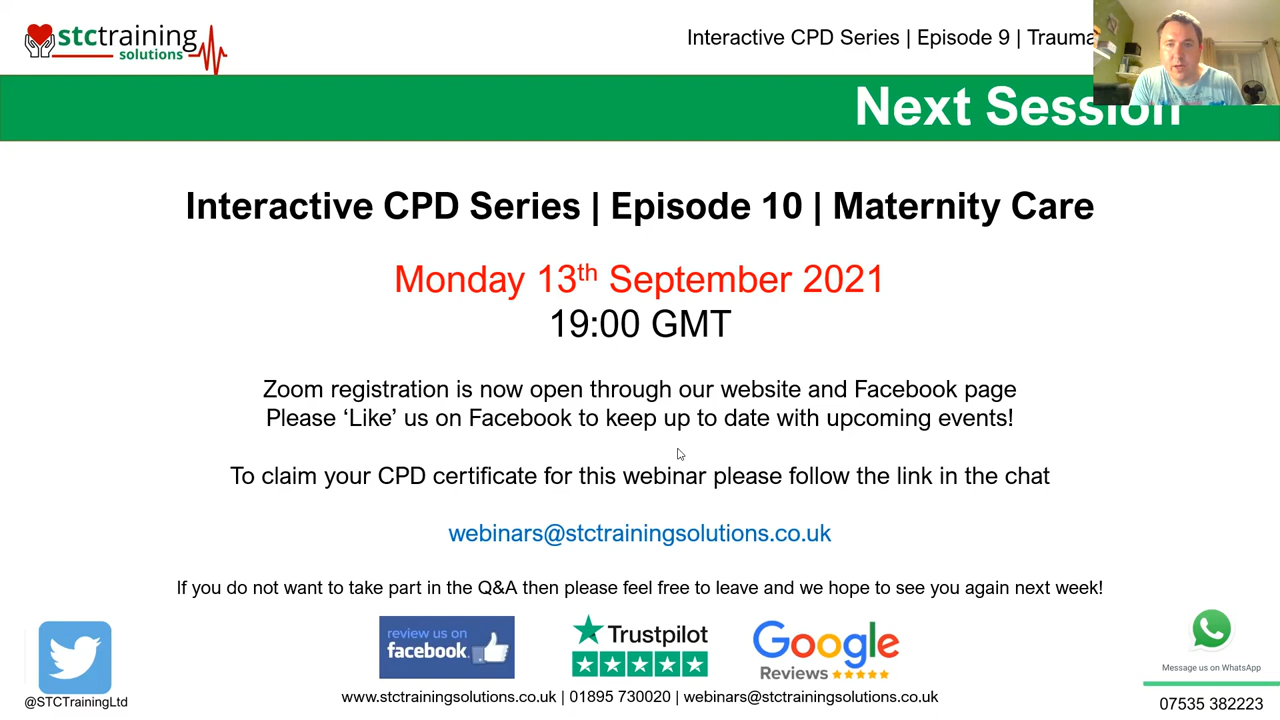 stctraining
solutions
Interactive CPD Series | Episode 9 | Trauma
Next Session
Interactive CPD Series | Episode 10 | Maternity Care
Monday 13th September 2021
19:00 GMT
Zoom registration is now open through our website and Facebook page
Please ‘Like’ us on Facebook to keep up to date with upcoming events!
To claim your CPD certificate for this webinar please follow the link in the chat
webinars@stctrainingsolutions.co.uk
If you do not want to take part in the Q&A then please feel free to leave and we hope to see you again next week!
review us on
facebook.
Trustpilot
Google
Reviews
Message us on WhatsApp
@STCTrainingLtd
www.stctrainingsolutions.co.uk | 01895 730020 | webinars@stctrainingsolutions.co.uk
07535 382223